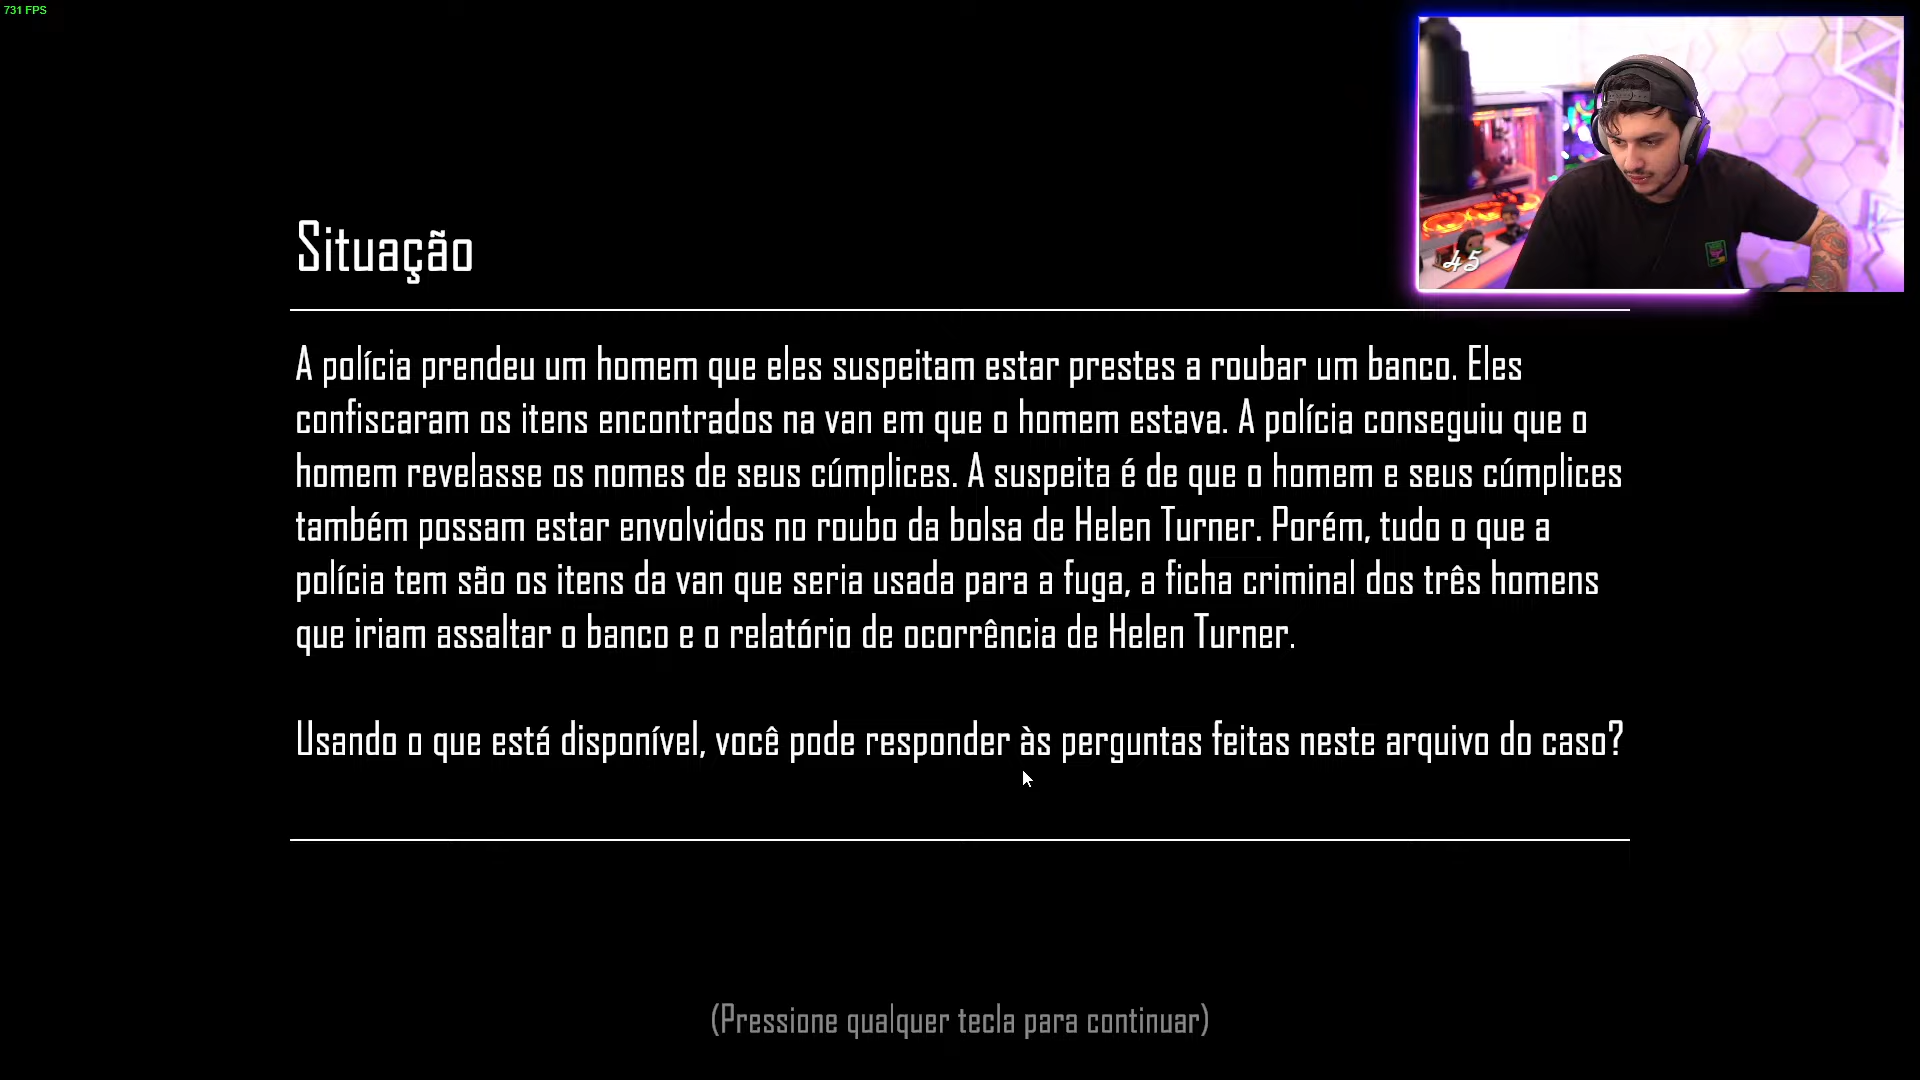 731 FPS
45
Situação
A polícia prendeu um homem que eles suspeitam estar prestes a roubar um banco. Eles
confiscaram os itens encontrados na van em que o homem estava. A polícia conseguiu que o
homem revelasse os nomes de seus cúmplices. A suspeita é de que o homem e seus cúmplices
também possam estar envolvidos no roubo da bolsa de Helen Turner. Porém, tudo o que a
polícia tem são os itens da van que seria usada para a fuga, a ficha criminal dos três homens
que iriam assaltar o banco e o relatório de ocorrência de Helen Turner.
Usando o que está disponível, você pode responder às perguntas feitas neste arquivo do caso?
(Pressione qualquer tecla para continuar)